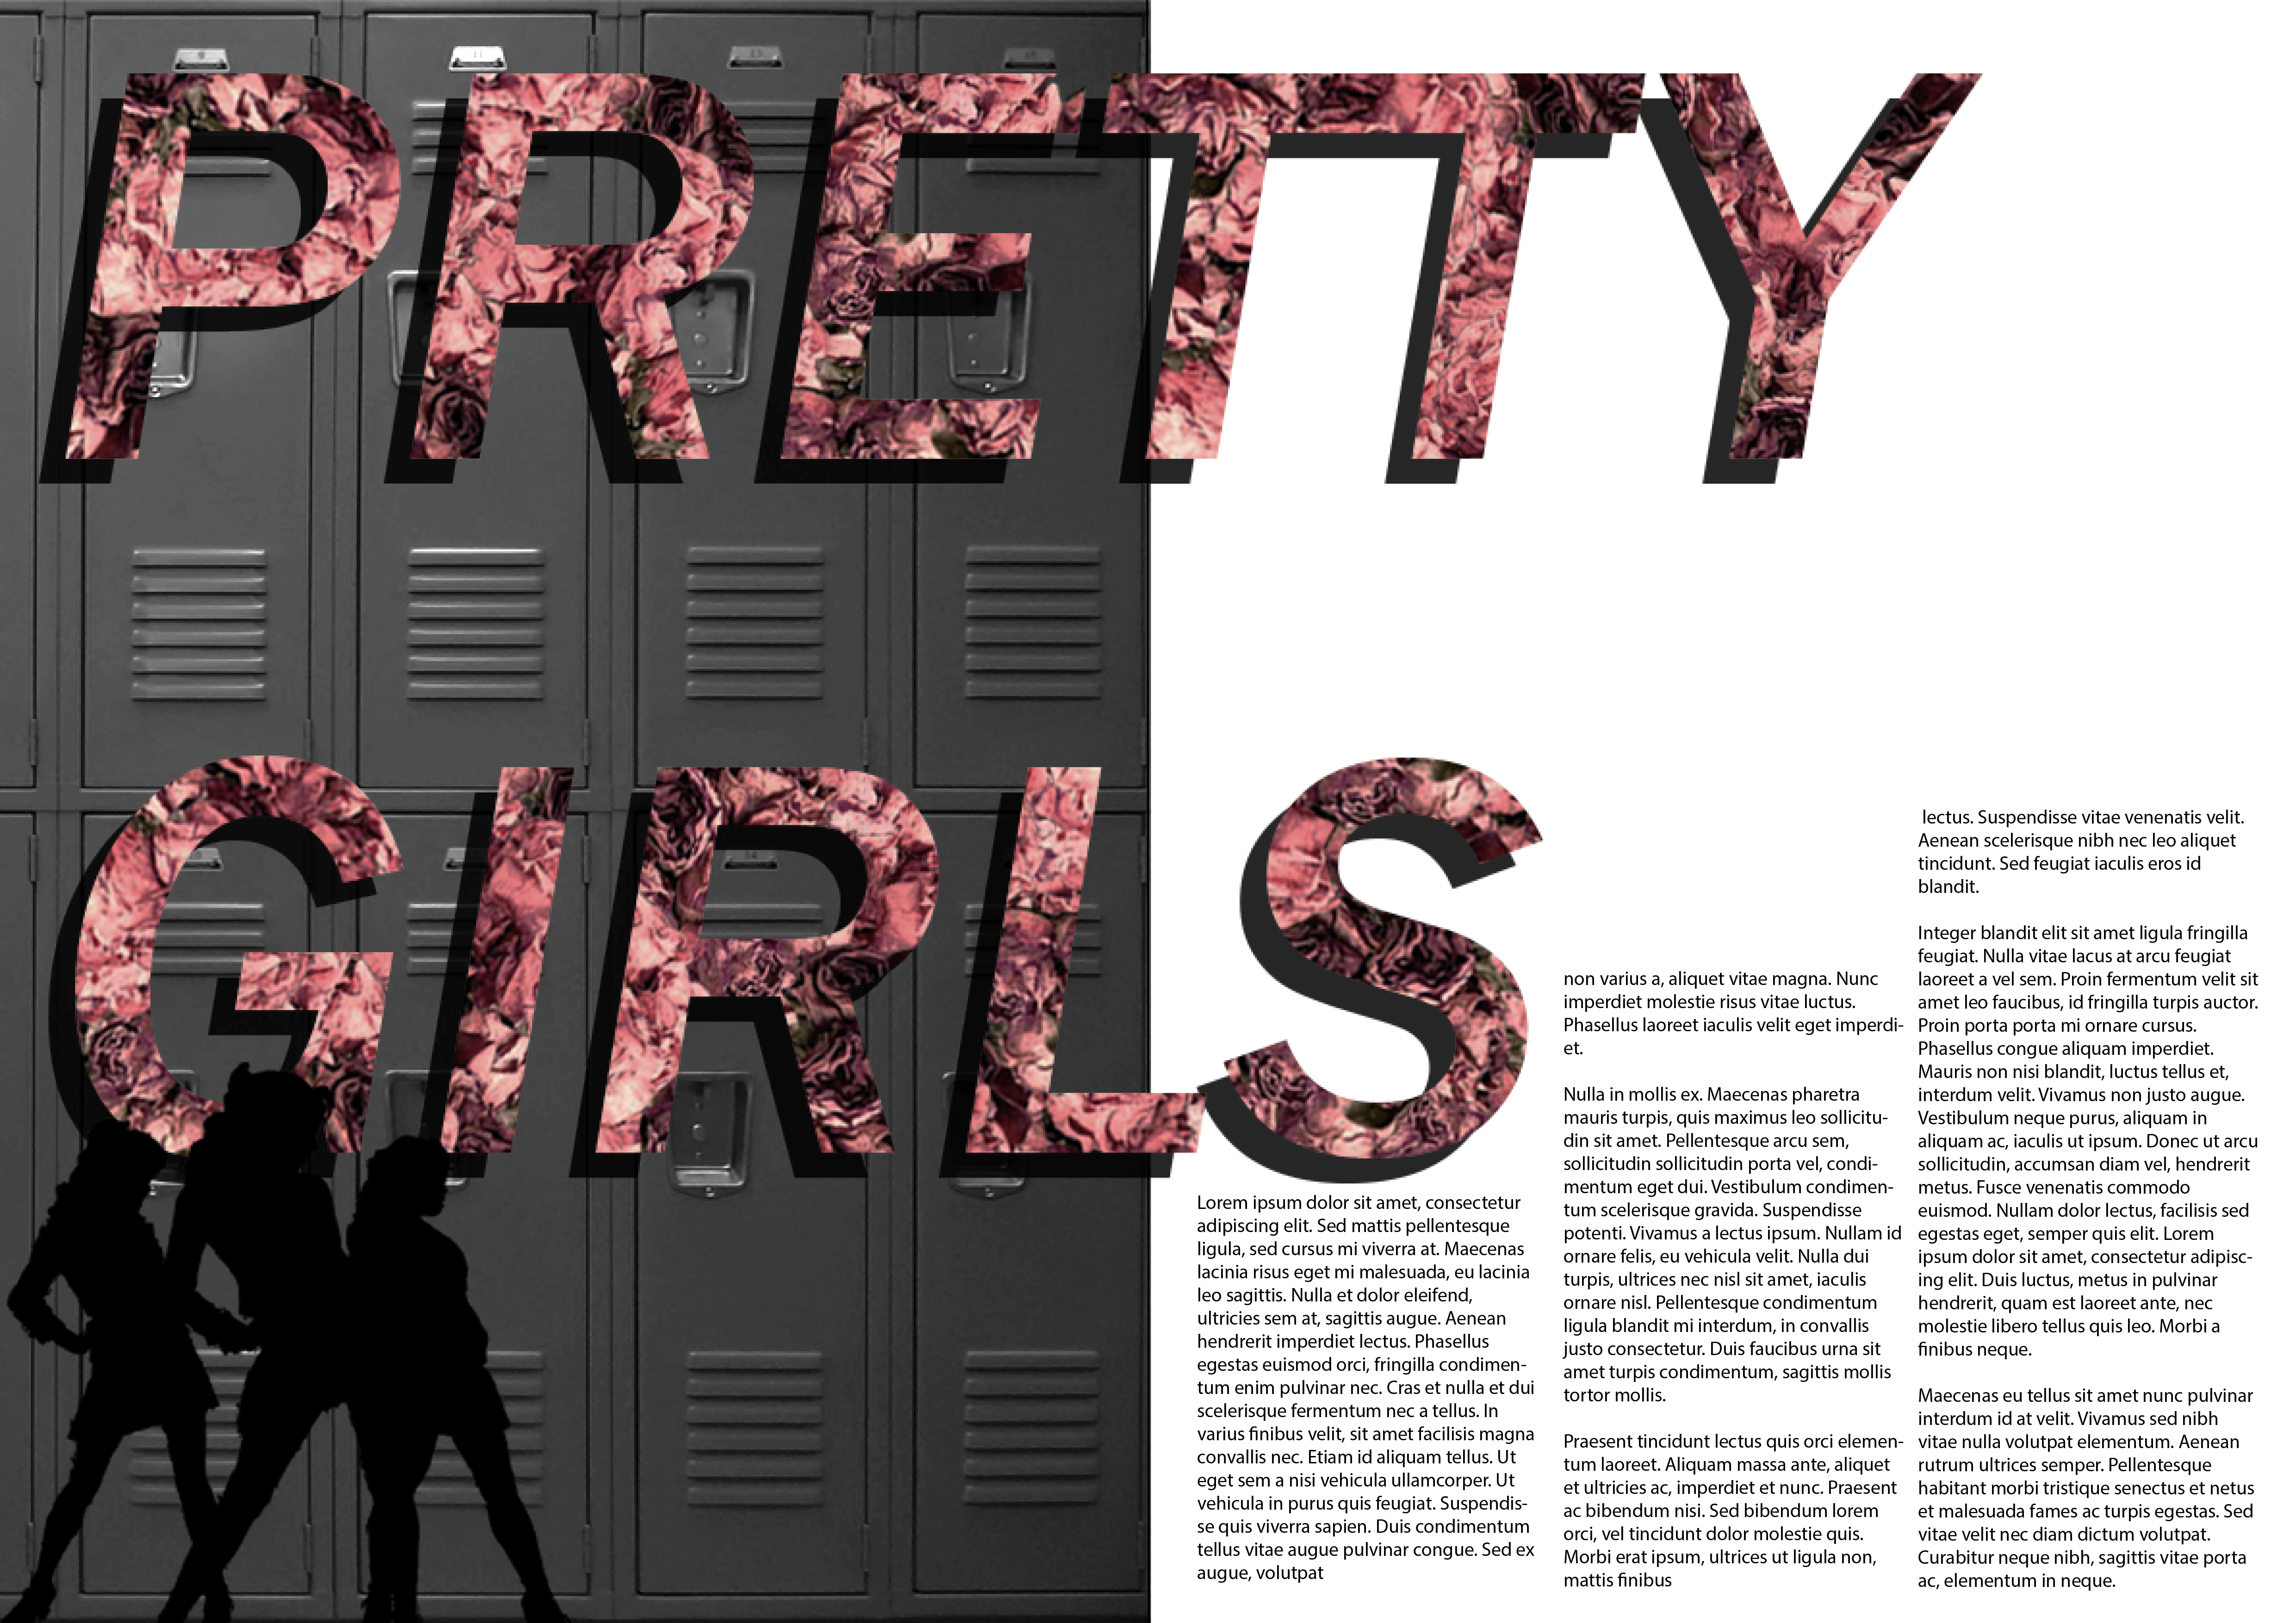 PRETTY
GIRLS
Lorem ipsum dolor sit amet, consectetur
adipiscing elit. Sed mattis pellentesque
ligula, sed cursus mi viverra at. Maecenas
lacinia risus eget mi malesuada, eu lacinia
leo sagittis. Nulla et dolor eleifend,
ultricies sem at, sagittis augue. Aenean
hendrerit imperdiet lectus. Phasellus
egestas euismod orci, fringilla condimen-
tum enim pulvinar nec. Cras et nulla et dui
scelerisque fermentum nec a tellus. In
varius finibus velit, sit amet facilisis magna
convallis nec. Etiam id aliquam tellus. Ut
eget sem a nisi vehicula ullamcorper. Ut
vehicula in purus quis feugiat. Suspendis-
se quis viverra sapien. Duis condimentum
tellus vitae augue pulvinar congue. Sed ex
augue, volutpat
non varius a, aliquet vitae magna. Nunc
imperdiet molestie risus vitae luctus.
Phasellus laoreet iaculis velit eget imperdi-
et.
Nulla in mollis ex. Maecenas pharetra
mauris turpis, quis maximus leo sollicitu-
din sit amet. Pellentesque arcu sem,
sollicitudin sollicitudin porta vel, condi-
mentum eget dui. Vestibulum condimen-
tum scelerisque gravida. Suspendisse
potenti. Vivamus a lectus ipsum. Nullam id
ornare felis, eu vehicula velit. Nulla dui
turpis, ultrices nec nisl sit amet, iaculis
ornare nisl. Pellentesque condimentum
ligula blandit mi interdum, in convallis
justo consectetur. Duis faucibus urna sit
amet turpis condimentum, sagittis mollis
tortor mollis.
Praesent tincidunt lectus quis orci elemen-
tum laoreet. Aliquam massa ante, aliquet
et ultricies ac, imperdiet et nunc. Praesent
ac bibendum nisi. Sed bibendum lorem
orci, vel tincidunt dolor molestie quis.
Morbi erat ipsum, ultrices ut ligula non,
mattis finibus
lectus. Suspendisse vitae venenatis velit.
Aenean scelerisque nibh nec leo aliquet
tincidunt. Sed feugiat iaculis eros id
blandit.
Integer blandit elit sit amet ligula fringilla
feugiat. Nulla vitae lacus at arcu feugiat
laoreet a vel sem. Proin fermentum velit sit
amet leo faucibus, id fringilla turpis auctor.
Proin porta porta mi ornare cursus.
Phasellus congue aliquam imperdiet.
Mauris non nisi blandit, luctus tellus et,
interdum velit. Vivamus non justo augue.
Vestibulum neque purus, aliquam in
aliquam ac, iaculis ut ipsum. Donec ut arcu
sollicitudin, accumsan diam vel, hendrerit
metus. Fusce venenatis commodo
euismod. Nullam dolor lectus, facilisis sed
egestas eget, semper quis elit. Lorem
ipsum dolor sit amet, consectetur adipisc-
ing elit. Duis luctus, metus in pulvinar
hendrerit, quam est laoreet ante, nec
molestie libero tellus quis leo. Morbi a
finibus neque.
Maecenas eu tellus sit amet nunc pulvinar
interdum id at velit. Vivamus sed nibh
vitae nulla volutpat elementum. Aenean
rutrum ultrices semper. Pellentesque
habitant morbi tristique senectus et netus
et malesuada fames ac turpis egestas. Sed
vitae velit nec diam dictum volutpat.
Curabitur neque nibh, sagittis vitae porta
ac, elementum in neque.